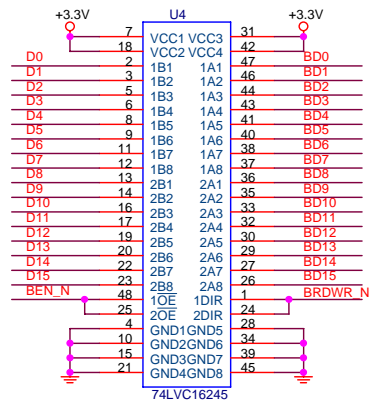 +3.3V U4 +3.3V
7 VCC1 VCC3 31
18 VCC2 VCC4 42
D0 2 1B1 1A1 47 BD0
D1 3 1B2 1A2 46 BD1
D2 5 1B3 1A3 44 BD2
D3 6 1B4 1A4 43 BD3
D4 8 1B5 1A5 41 BD4
D5 9 1B6 1A6 40 BD5
D6 11 1B7 1A7 38 BD6
D7 12 1B8 1A8 37 BD7
D8 13 2B1 2A1 36 BD8
D9 14 2B2 2A2 35 BD9
D10 16 2B3 2A3 33 BD10
D11 17 2B4 2A4 32 BD11
D12 19 2B5 2A5 30 BD12
D13 20 2B6 2A6 29 BD13
D14 22 2B7 2A7 27 BD14
D15 23 2B8 2A8 26 BD15
BEN_N 48 1OE 1DIR 1 BRDWR_N
25 2OE 2DIR 24
4 GND1 GND5 28
10 GND2 GND6 34
15 GND3 GND7 39
21 GND4 GND8 45
74LVC16245